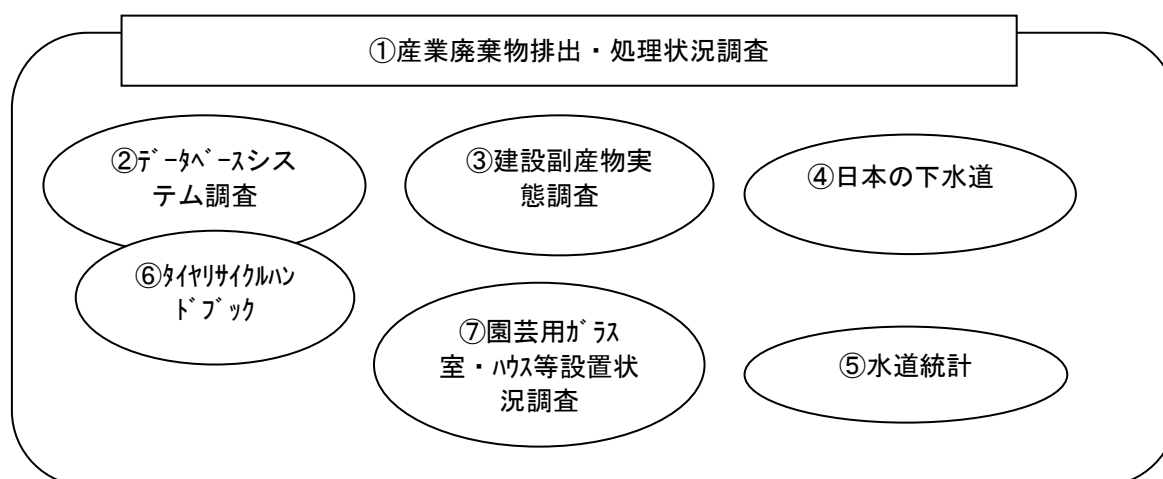 ①産業廃棄物排出・処理状況調査
②ﾃﾞｰﾀﾍﾞｰｽシス
テム調査
③建設副産物実
態調査
④日本の下水道
⑥ﾀｲﾔﾘｻｲｸﾙﾊﾝ
ﾄﾞﾌﾞｯｸ
⑦園芸用ｶﾞﾗｽ
室・ﾊｳｽ等設置状
況調査
⑤水道統計